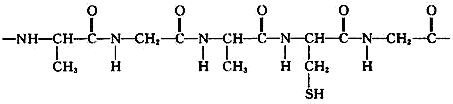 O O O O O
—NH—CH—C—N—CH₂—C—N—CH—C—N—CH—C—N—CH₂—C—
CH₃ H H CH₃ H CH₂ H
SH